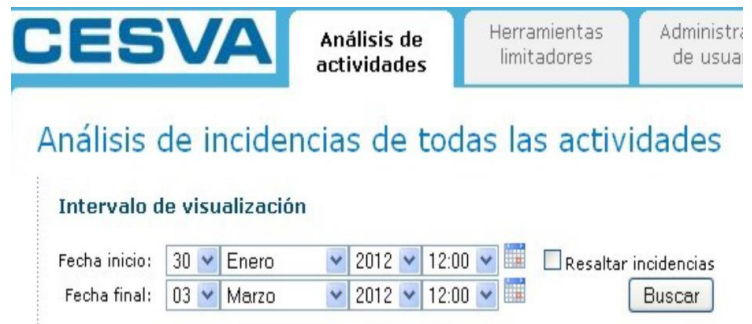 CESVA
Análisis de
actividades
Herramientas
limitadores
Análisis de incidencias de todas las actividades
Intervalo de visualización
Fecha inicio: 30 Enero 2012 12:00 Resaltar incidencias
Fecha final: 03 Marzo 2012 12:00 Buscar